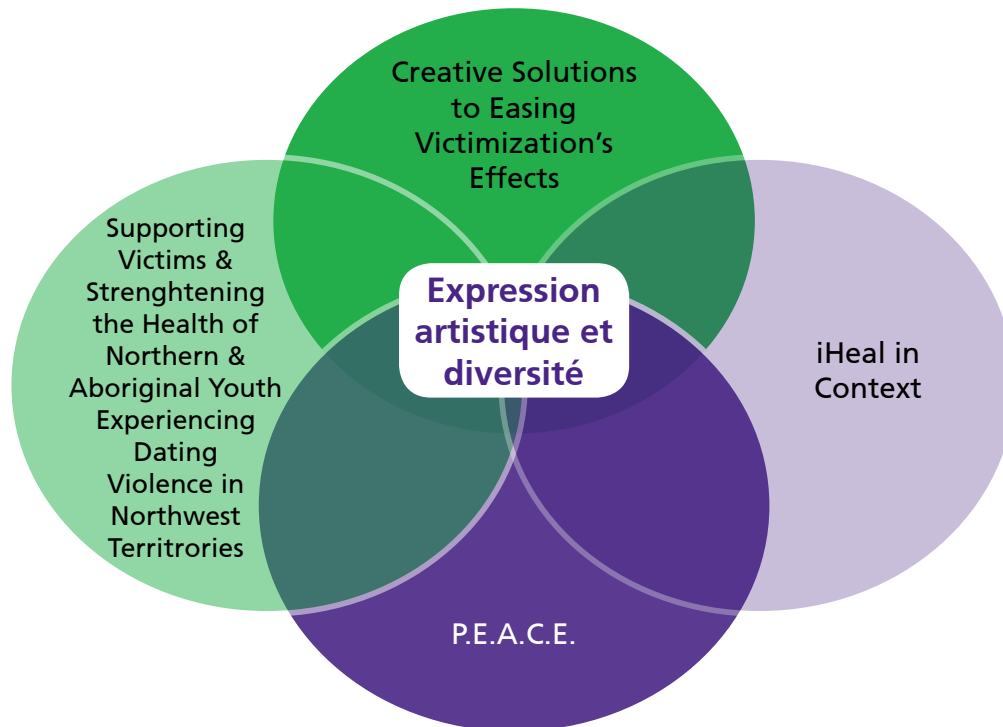 Creative Solutions
to Easing
Victimization's
Effects
Supporting
Victims &
Strenghtening
the Health of
Northern &
Aboriginal Youth
Experiencing
Dating
Violence in
Northwest
Territrories
Expression
artistique et
diversité
iHeal in
Context
P.E.A.C.E.